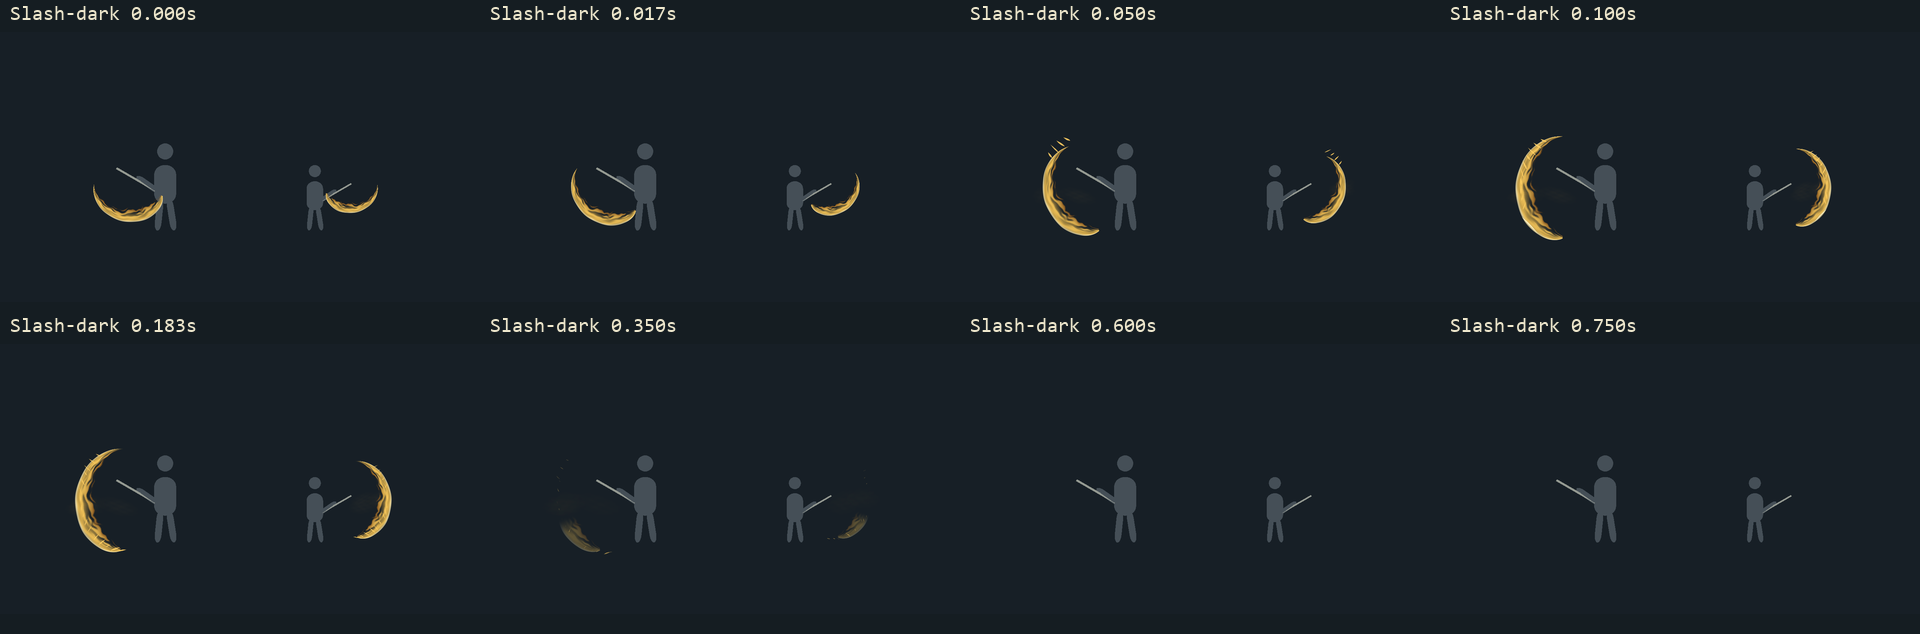 Slash-dark 0.000s
Slash-dark 0.017s
Slash-dark 0.050s
Slash-dark 0.100s
Slash-dark 0.183s
Slash-dark 0.350s
Slash-dark 0.600s
Slash-dark 0.750s